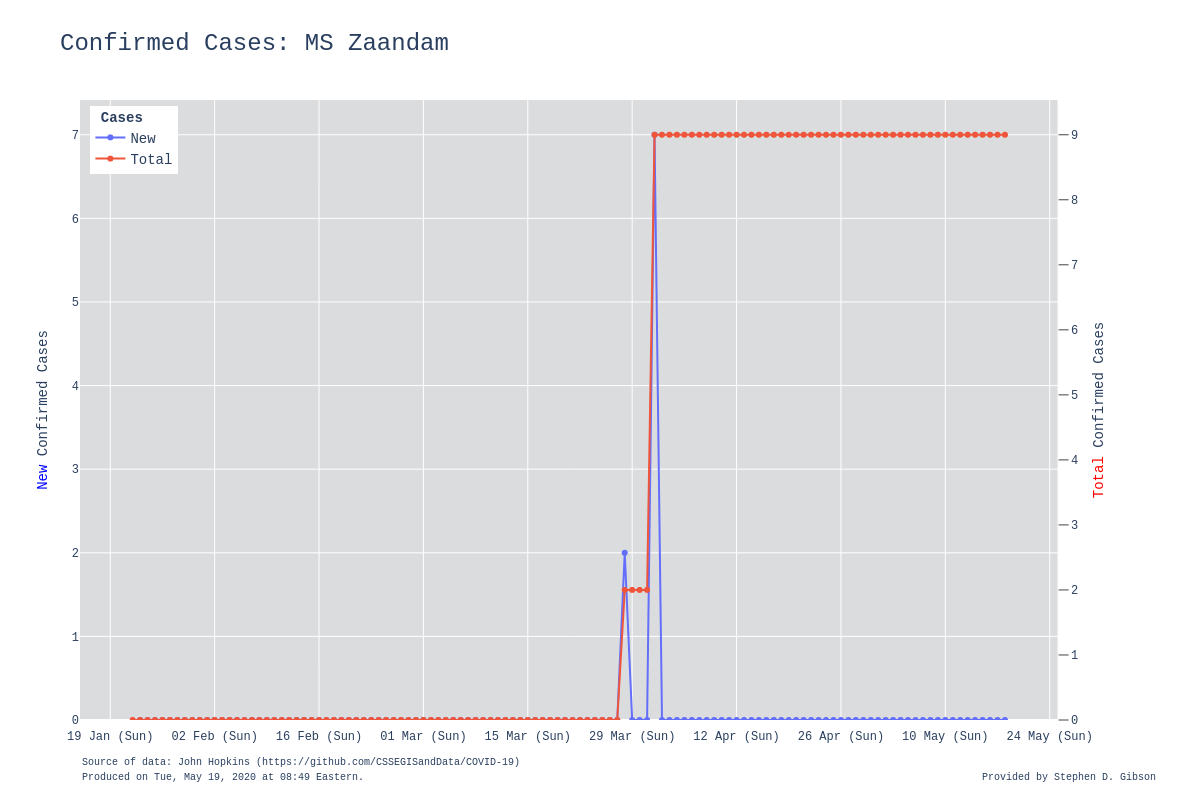 Confirmed Cases: MS Zaandam
Cases
New
Total
7
6
5
4
3
2
1
0
New Confirmed Cases
9
8
7
6
5
4
3
2
1
0
Total Confirmed Cases
19 Jan (Sun) 02 Feb (Sun) 16 Feb (Sun) 01 Mar (Sun) 15 Mar (Sun) 29 Mar (Sun) 12 Apr (Sun) 26 Apr (Sun) 10 May (Sun) 24 May (Sun)
Source of data: John Hopkins (https://github.com/CSSEGISandData/COVID-19)
Produced on Tue, May 19, 2020 at 08:49 Eastern.
Provided by Stephen D. Gibson